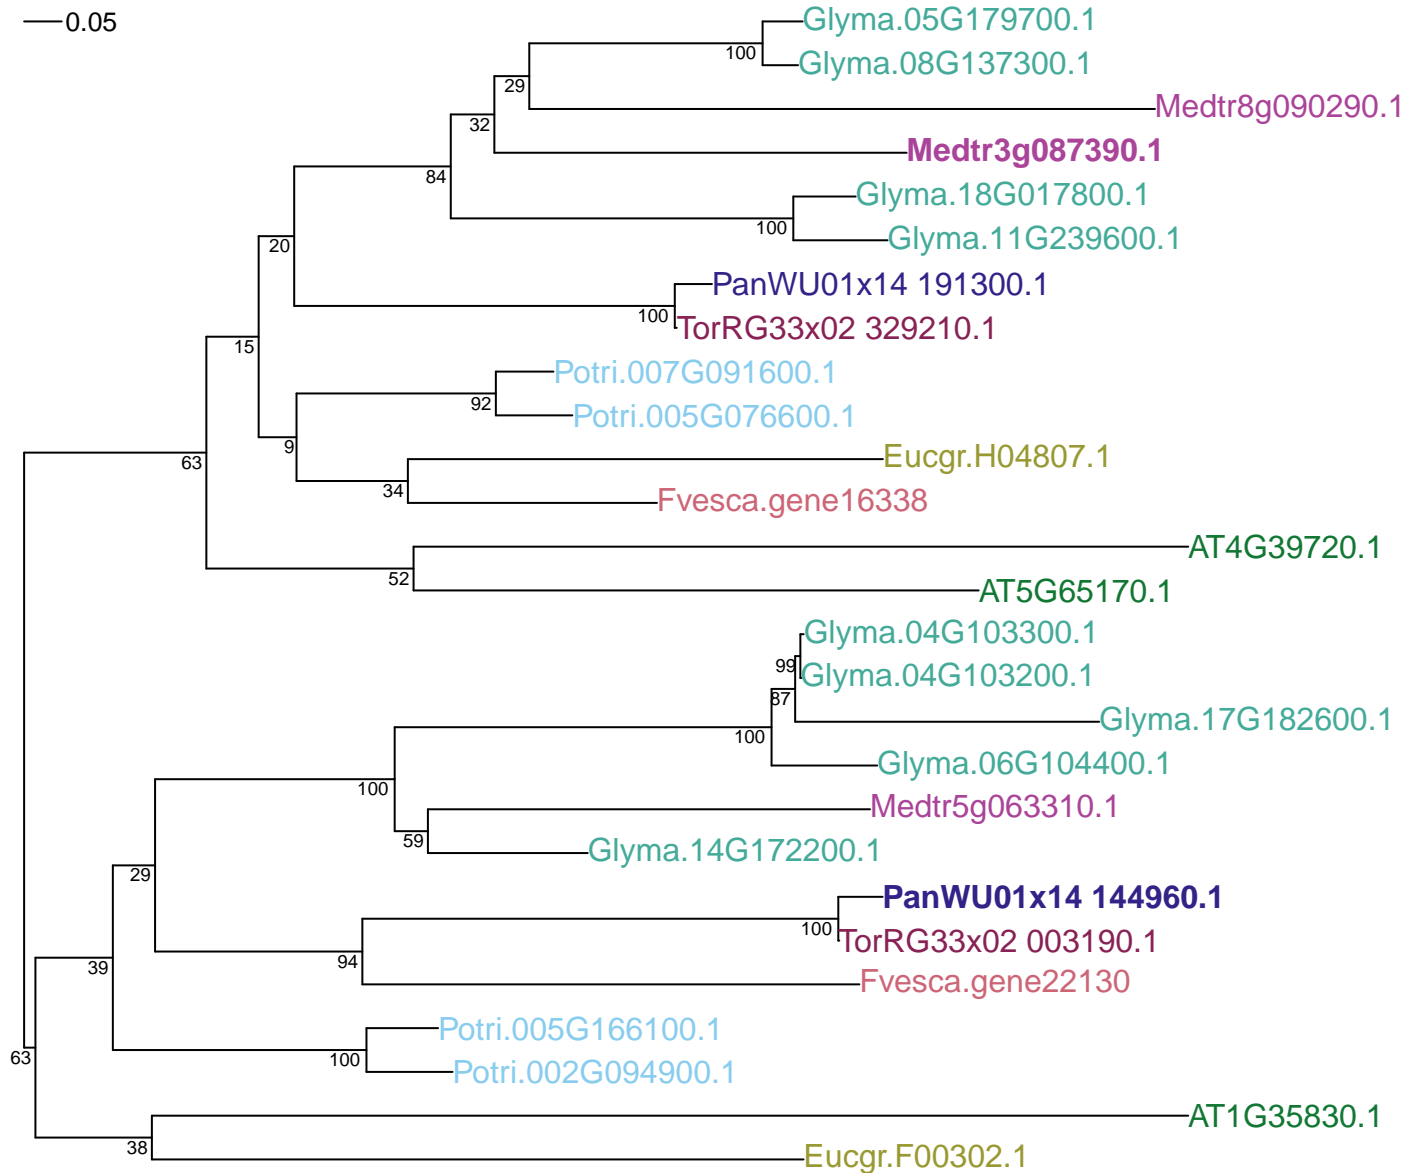 0.05
Glyma.05G179700.1
100
Glyma.08G137300.1
29
Medtr8g090290.1
32
Medtr3g087390.1
84
Glyma.18G017800.1
100
Glyma.11G239600.1
20
PanWU01x14 191300.1
100
TorRG33x02 329210.1
15
Potri.007G091600.1
92
Potri.005G076600.1
9
Eucgr.H04807.1
63
34
Fvesca.gene16338
AT4G39720.1
52
AT5G65170.1
Glyma.04G103300.1
99
Glyma.04G103200.1
87
Glyma.17G182600.1
100
Glyma.06G104400.1
100
Medtr5g063310.1
59
Glyma.14G172200.1
29
PanWU01x14 144960.1
100
TorRG33x02 003190.1
94
39
Fvesca.gene22130
Potri.005G166100.1
63
100
Potri.002G094900.1
AT1G35830.1
38
Eucgr.F00302.1